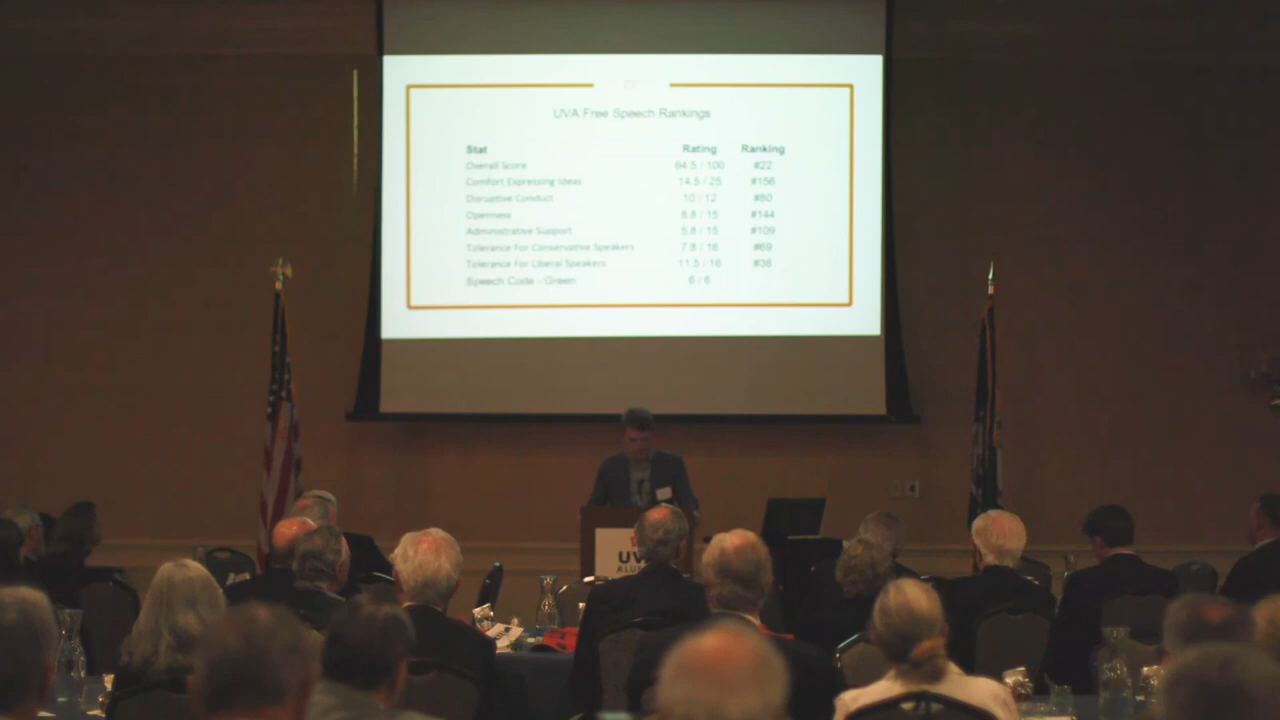 UVA Free Speech Rankings
Stat Rating Ranking
Overall Score 64.5 / 100 #22
Comfort Expressing Ideas 14.5 / 25 #156
Disruptive Conduct 10 / 12 #80
Openness 8.8 / 15 #144
Administrative Support 5.8 / 15 #109
Tolerance For Conservative Speakers 7.8 / 16 #69
Tolerance For Liberal Speakers 11.5 / 16 #36
Speech Code - Green 6 / 6